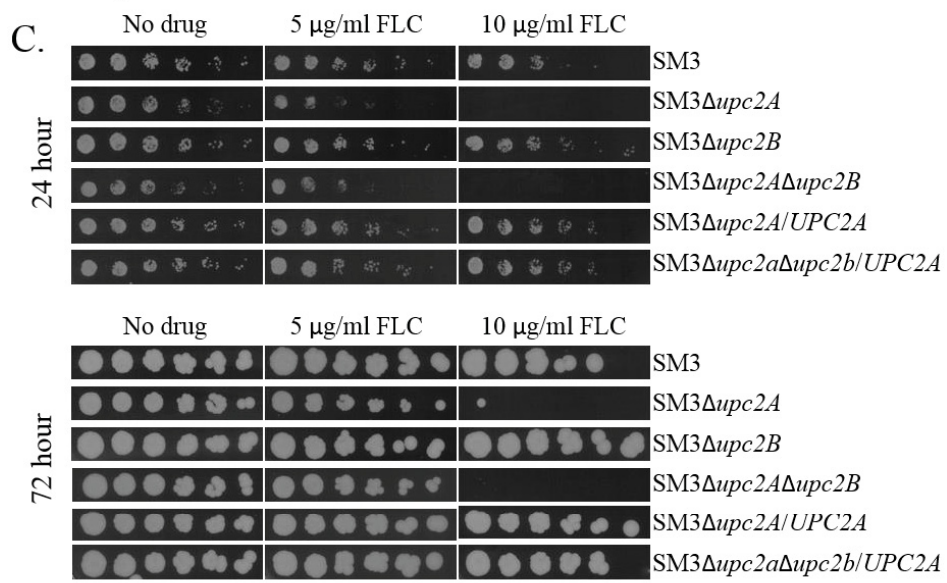 C.
No drug 5 µg/ml FLC 10 µg/ml FLC
24 hour
SM3
SM3Δupc2A
SM3Δupc2B
SM3Δupc2AΔupc2B
SM3Δupc2A/UPC2A
SM3Δupc2aΔupc2b/UPC2A
No drug 5 µg/ml FLC 10 µg/ml FLC
72 hour
SM3
SM3Δupc2A
SM3Δupc2B
SM3Δupc2AΔupc2B
SM3Δupc2A/UPC2A
SM3Δupc2aΔupc2b/UPC2A